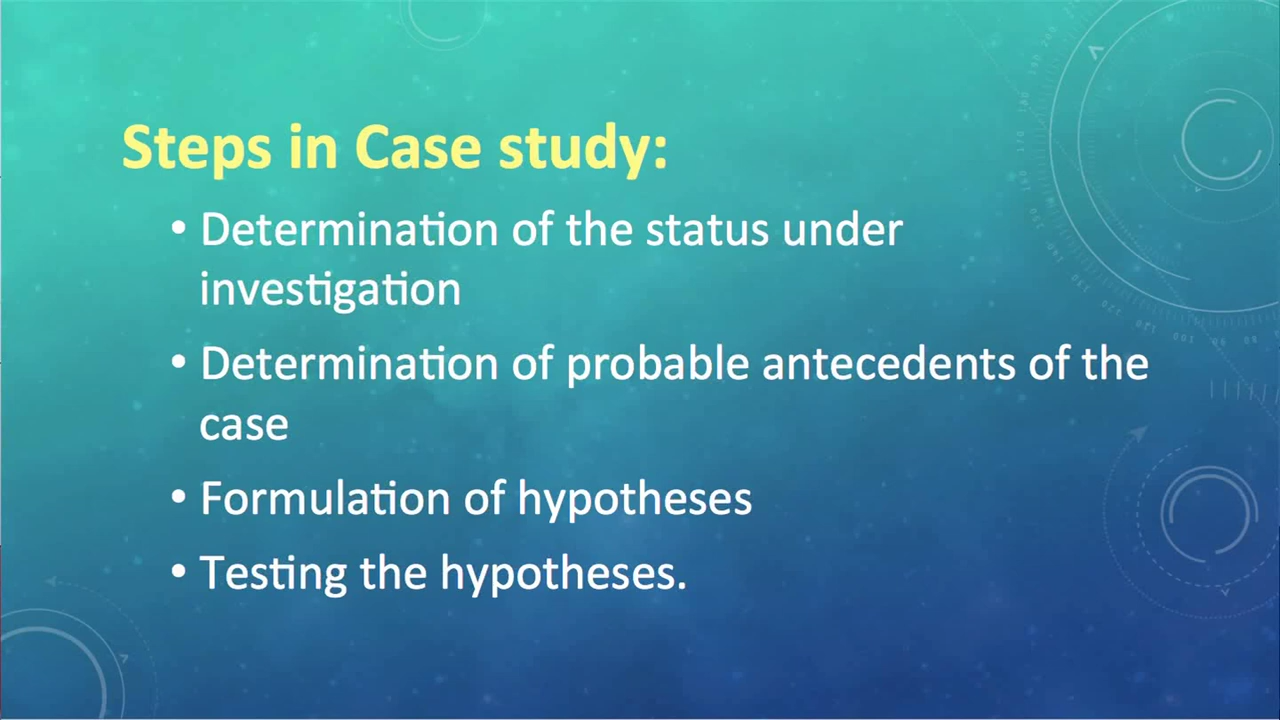 Steps in Case study:
• Determination of the status under
investigation
• Determination of probable antecedents of the
case
• Formulation of hypotheses
• Testing the hypotheses.